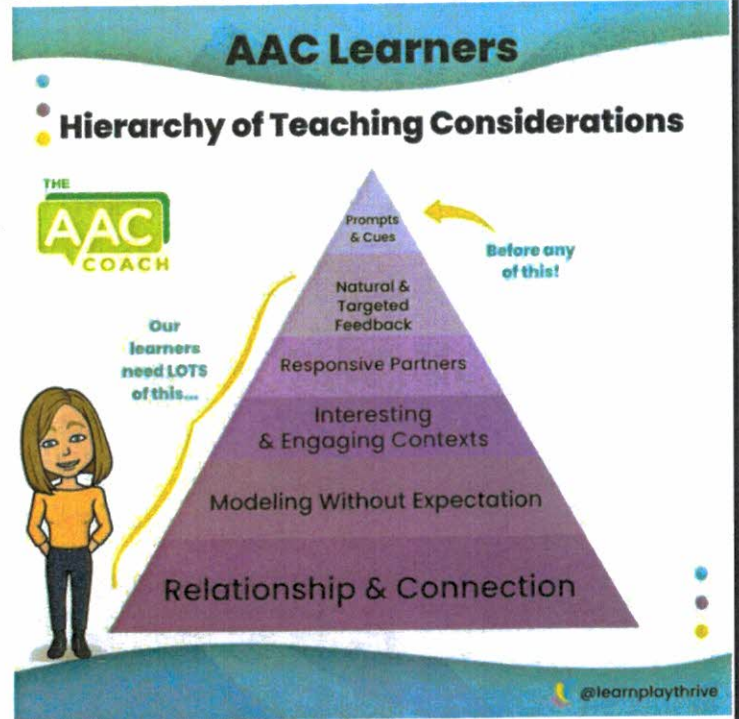 AAC Learners
Hierarchy of Teaching Considerations
THE
AAC
COACH
Prompts
& Cues
Before any
of this!
Natural &
Targeted
Feedback
Our
learners
need LOTS
of this...
Responsive Partners
Interesting
& Engaging Contexts
Modeling Without Expectation
Relationship & Connection
@learnplaythrive